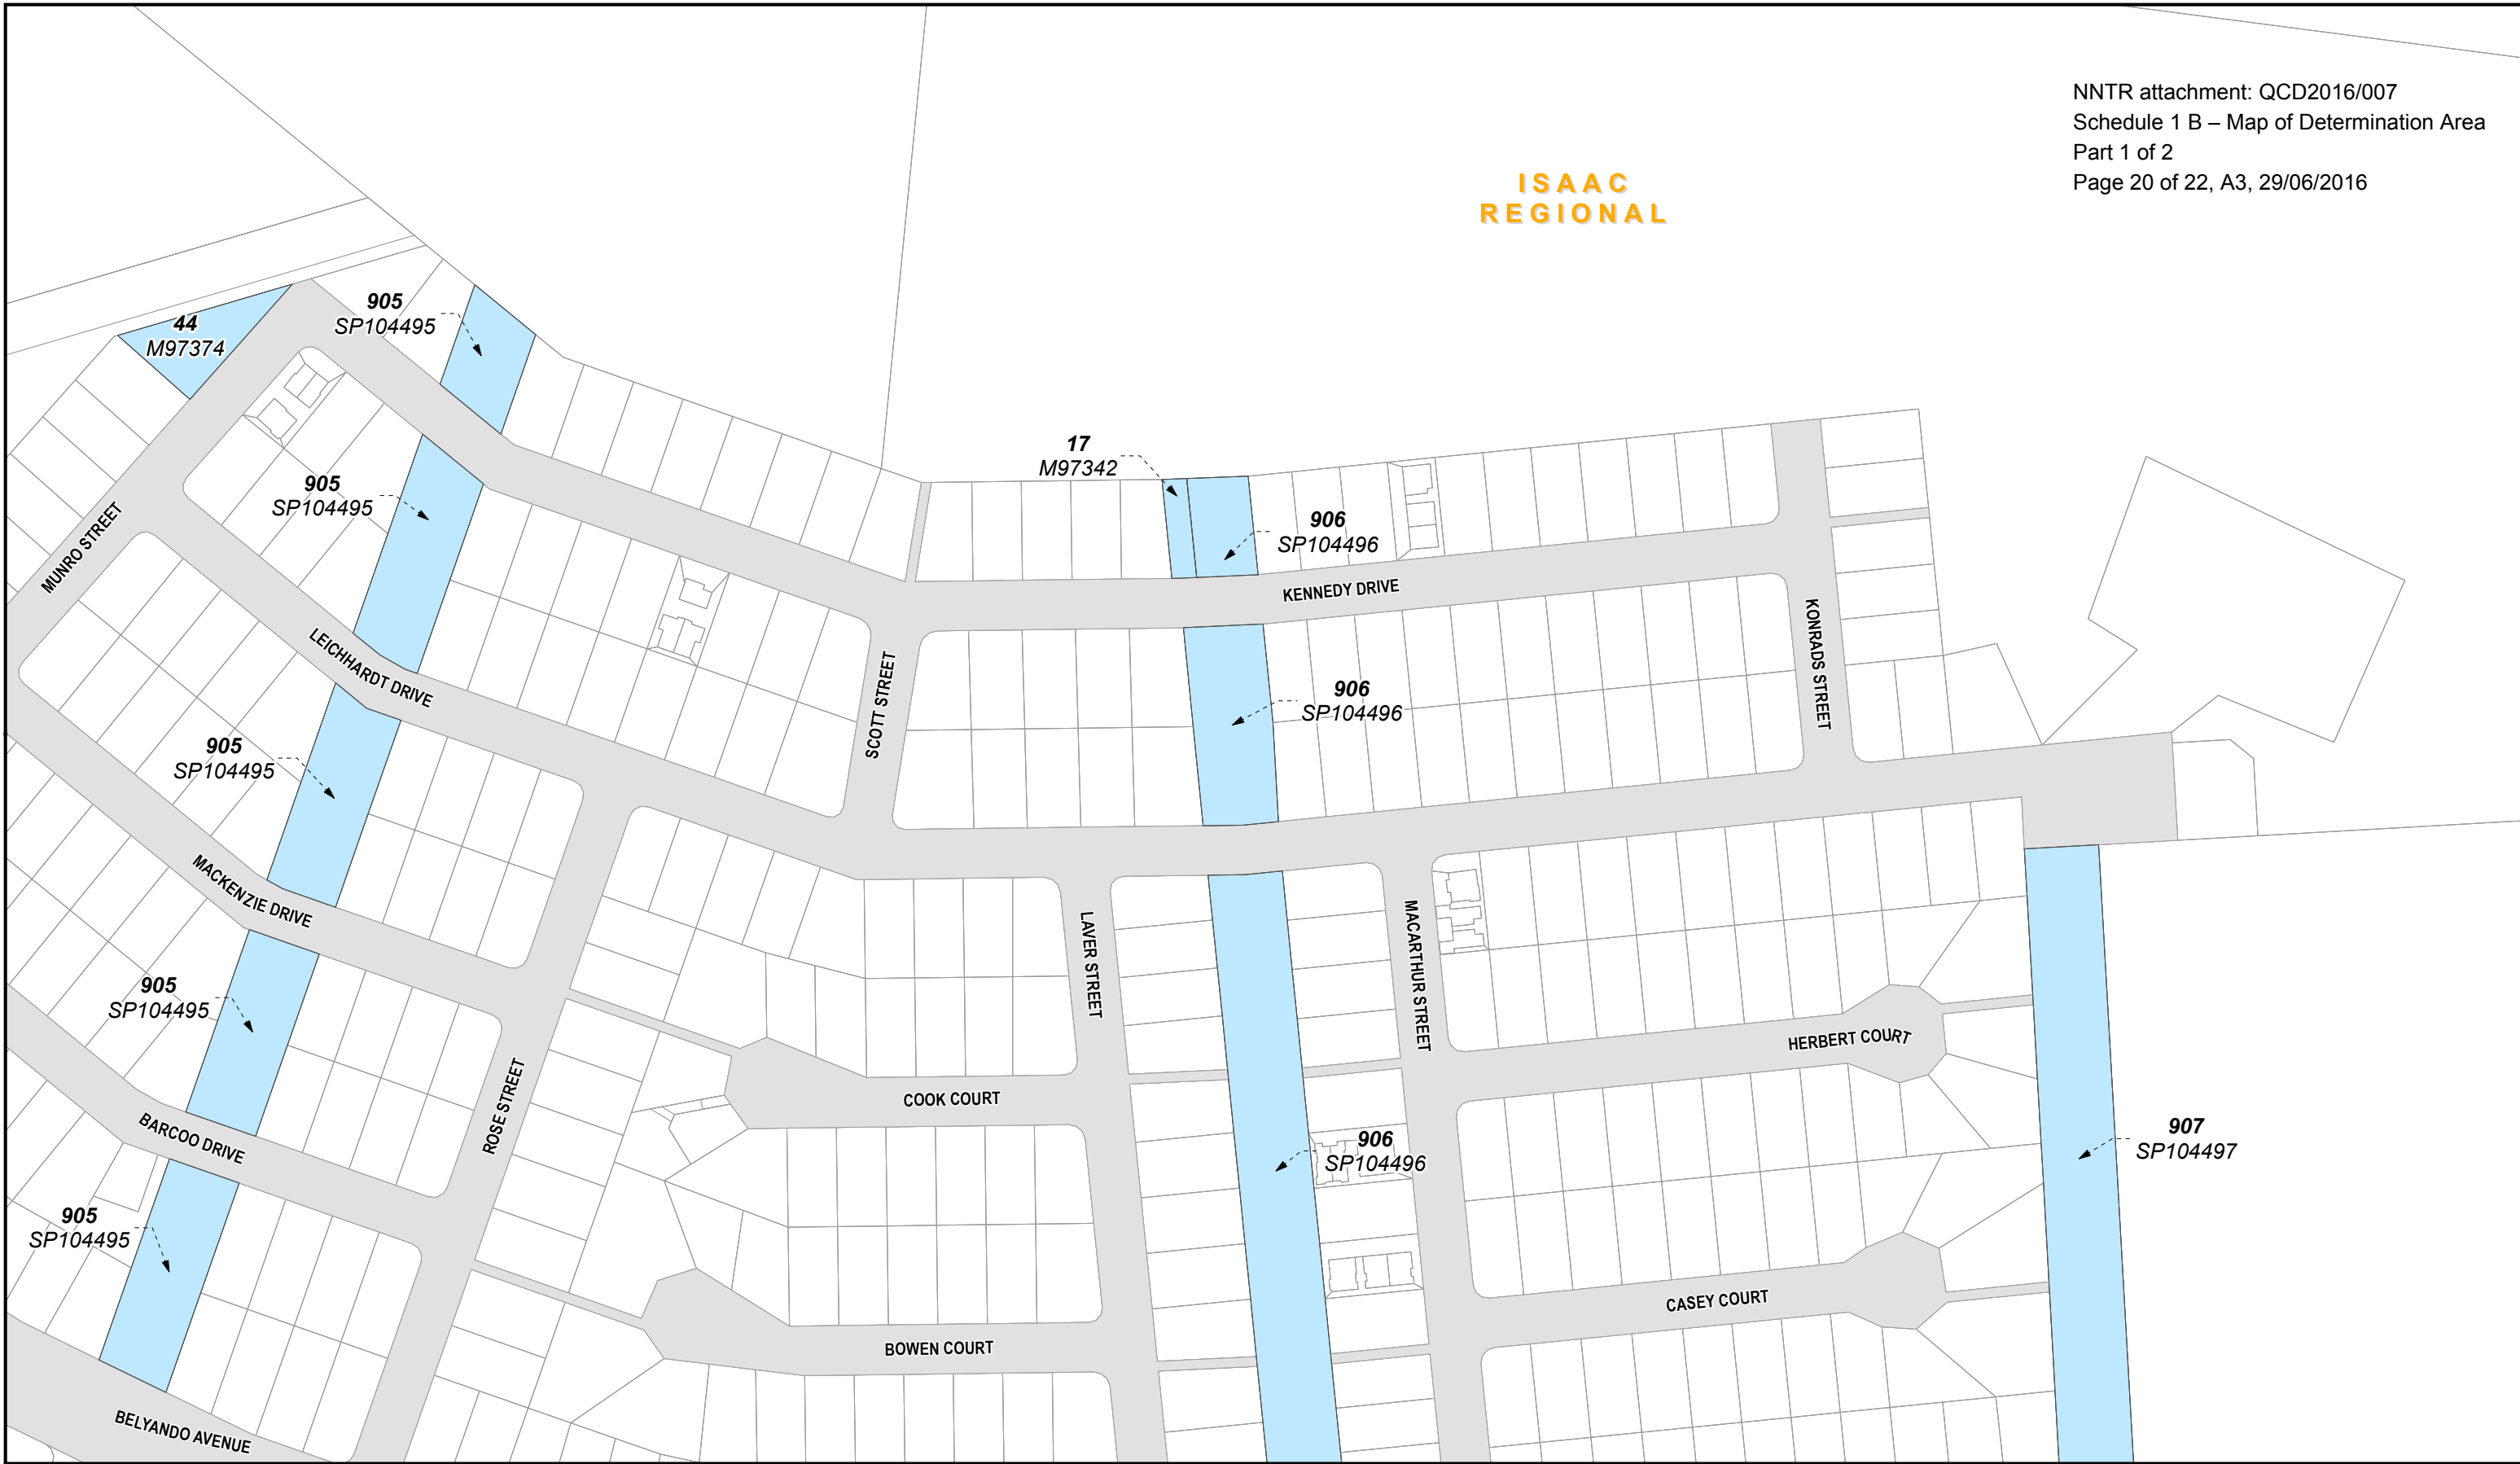 NNTR attachment: QCD2016/007
Schedule 1 B – Map of Determination Area
Part 1 of 2
Page 20 of 22, A3, 29/06/2016
ISAAC
REGIONAL
905
SP104495
44
M97374
17
M97342
905
SP104495
906
SP104496
MUNRO STREET
KENNEDY DRIVE
KONRADS STREET
LEICHHARDT DRIVE
SCOTT STREET
906
SP104496
905
SP104495
MACKENZIE DRIVE
LAVER STREET
MACARTHUR STREET
905
SP104495
HERBERT COURT
ROSE STREET
COOK COURT
BARCOO DRIVE
906
SP104496
907
SP104497
905
SP104495
CASEY COURT
BOWEN COURT
BELYANDO AVENUE